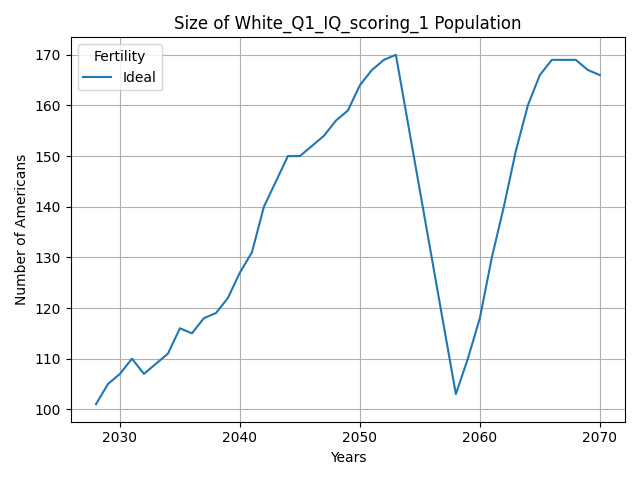 Size of White_Q1_IQ_scoring_1 Population
Fertility
Ideal
Number of Americans
170
160
150
140
130
120
110
100
2030 2040 2050 2060 2070
Years